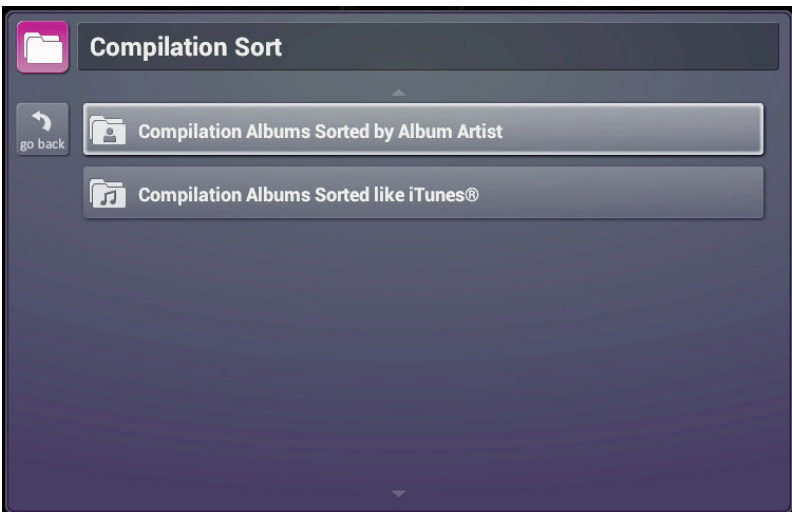 Compilation Sort
go back
Compilation Albums Sorted by Album Artist
Compilation Albums Sorted like iTunes®